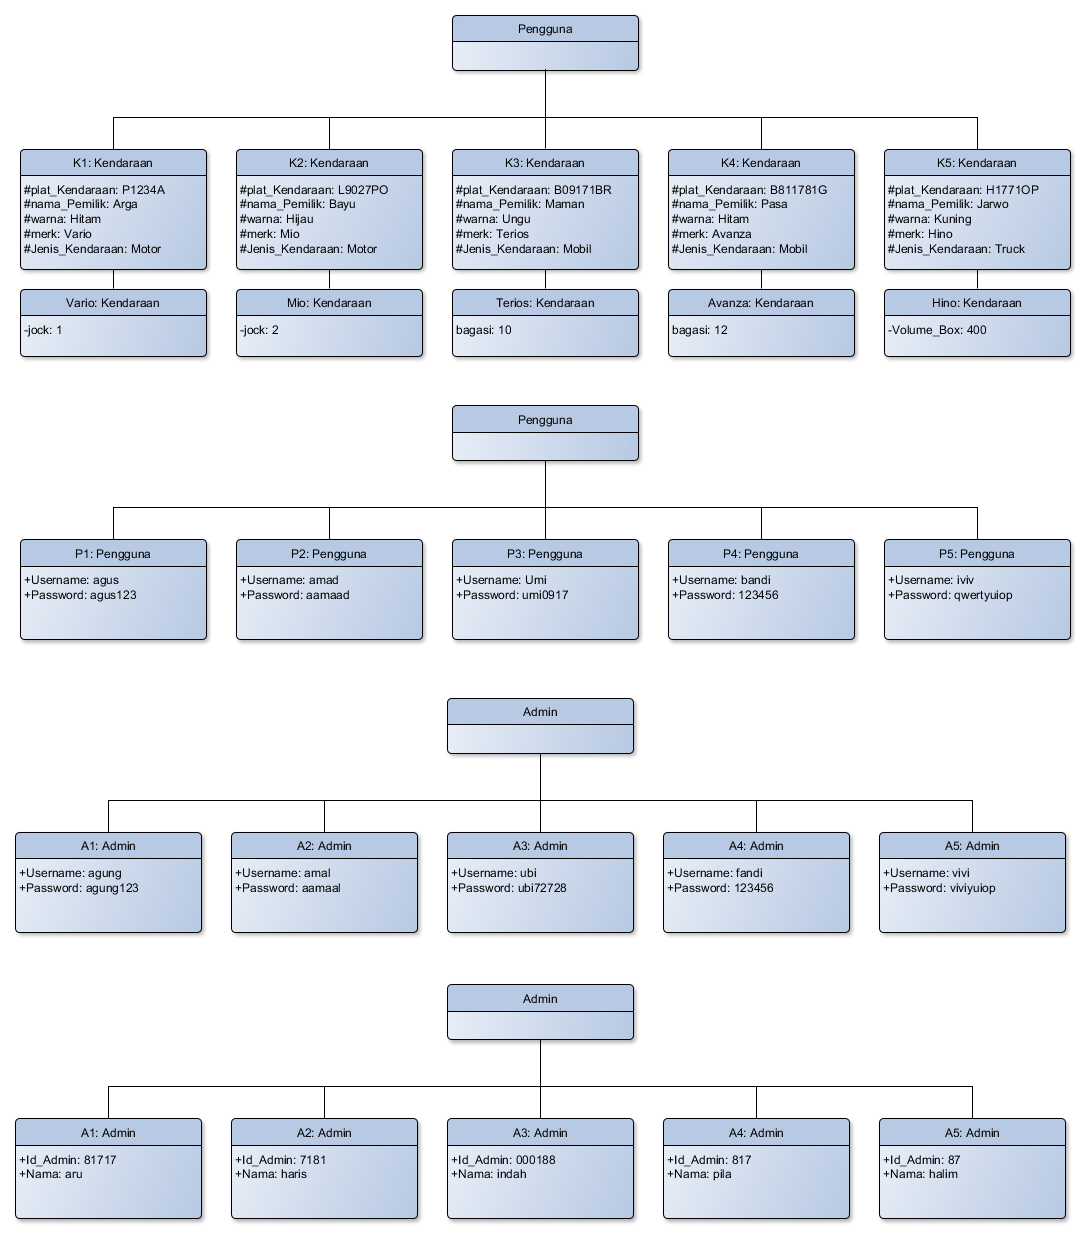 Pengguna
K1: Kendaraan
#plat_Kendaraan: P1234A
#nama_Pemilik: Arga
#warna: Hitam
#merk: Vario
#Jenis_Kendaraan: Motor
K2: Kendaraan
#plat_Kendaraan: L9027PO
#nama_Pemilik: Bayu
#warna: Hijau
#merk: Mio
#Jenis_Kendaraan: Motor
K3: Kendaraan
#plat_Kendaraan: B09171BR
#nama_Pemilik: Maman
#warna: Ungu
#merk: Terios
#Jenis_Kendaraan: Mobil
K4: Kendaraan
#plat_Kendaraan: B811781G
#nama_Pemilik: Pasa
#warna: Hitam
#merk: Avanza
#Jenis_Kendaraan: Mobil
K5: Kendaraan
#plat_Kendaraan: H1771OP
#nama_Pemilik: Jarwo
#warna: Kuning
#merk: Hino
#Jenis_Kendaraan: Truck
Vario: Kendaraan
-jock: 1
Mio: Kendaraan
-jock: 2
Terios: Kendaraan
bagasi: 10
Avanza: Kendaraan
bagasi: 12
Hino: Kendaraan
-Volume_Box: 400
Pengguna
P1: Pengguna
+Username: agus
+Password: agus123
P2: Pengguna
+Username: amad
+Password: aamaad
P3: Pengguna
+Username: Umi
+Password: umi0917
P4: Pengguna
+Username: bandi
+Password: 123456
P5: Pengguna
+Username: iviv
+Password: qwertyuiop
Admin
A1: Admin
+Username: agung
+Password: agung123
A2: Admin
+Username: amal
+Password: aamaal
A3: Admin
+Username: ubi
+Password: ubi72728
A4: Admin
+Username: fandi
+Password: 123456
A5: Admin
+Username: vivi
+Password: viviyuiop
Admin
A1: Admin
+Id_Admin: 81717
+Nama: aru
A2: Admin
+Id_Admin: 7181
+Nama: haris
A3: Admin
+Id_Admin: 000188
+Nama: indah
A4: Admin
+Id_Admin: 817
+Nama: pila
A5: Admin
+Id_Admin: 87
+Nama: halim